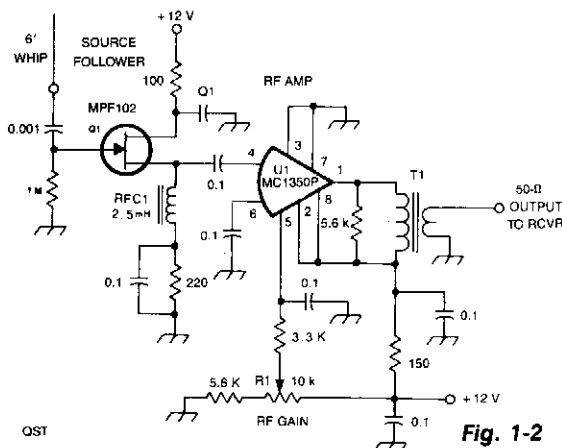 6'
WHIP
+12 V
SOURCE
FOLLOWER
100
RF AMP
MPF102
Q1
Q1
0.001
3
7
4
1
U1
MC1350P
T1
0.1
1M
RFC1
2.5mH
6
5
2
8
5.6 k
50-Ω
OUTPUT
TO RCVR
0.1
0.1
220
0.1
0.1
3.3 K
150
5.6 K
R1
10 k
+12 V
RF GAIN
0.1
QST
Fig. 1-2